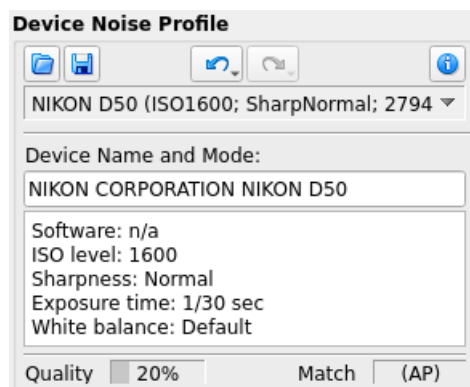 Device Noise Profile
NIKON D50 (ISO1600; SharpNormal; 2794
Device Name and Mode:
NIKON CORPORATION NIKON D50
Software: n/a
ISO level: 1600
Sharpness: Normal
Exposure time: 1/30 sec
White balance: Default
Quality 20% Match (AP)